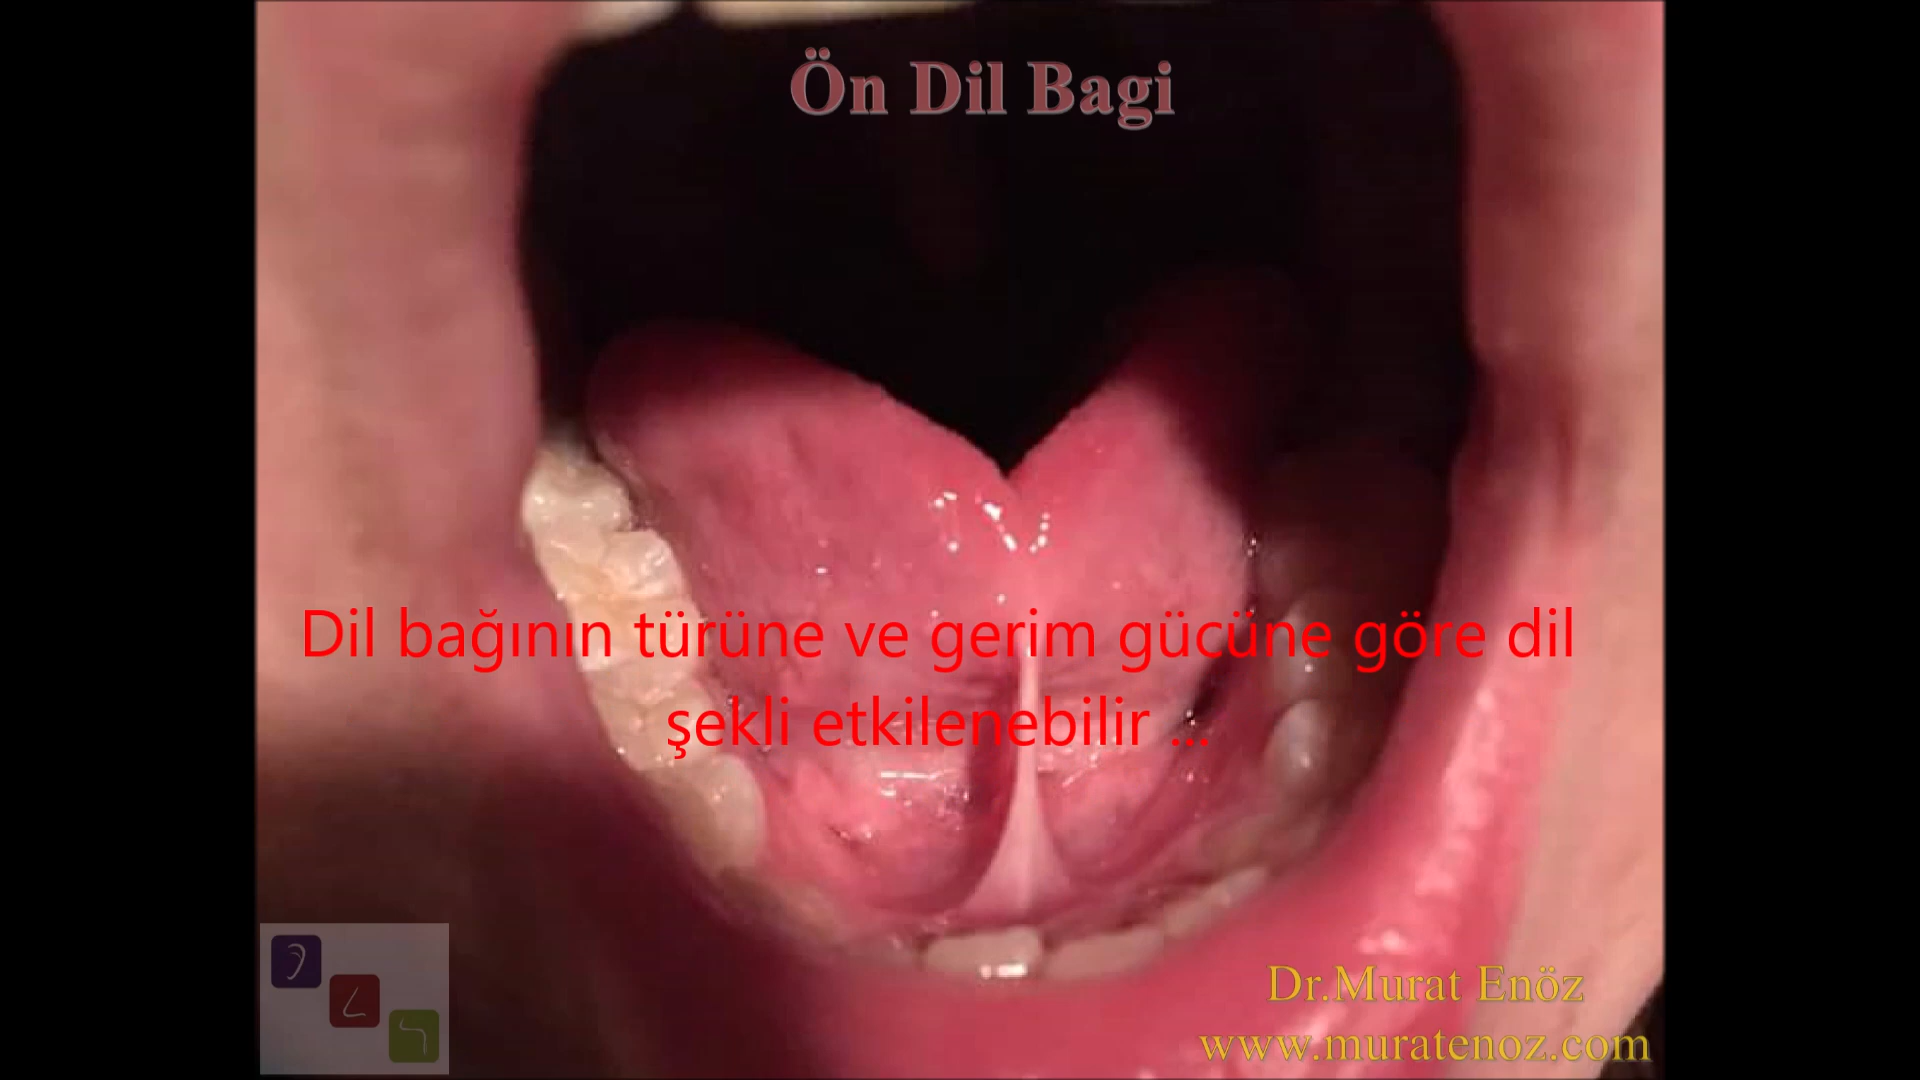 Ön Dil Bagi
Dil bağının türüne ve gerim gücüne göre dil
şekli etkilenebilir ...
Dr.Murat Enöz
www.muratenoz.com